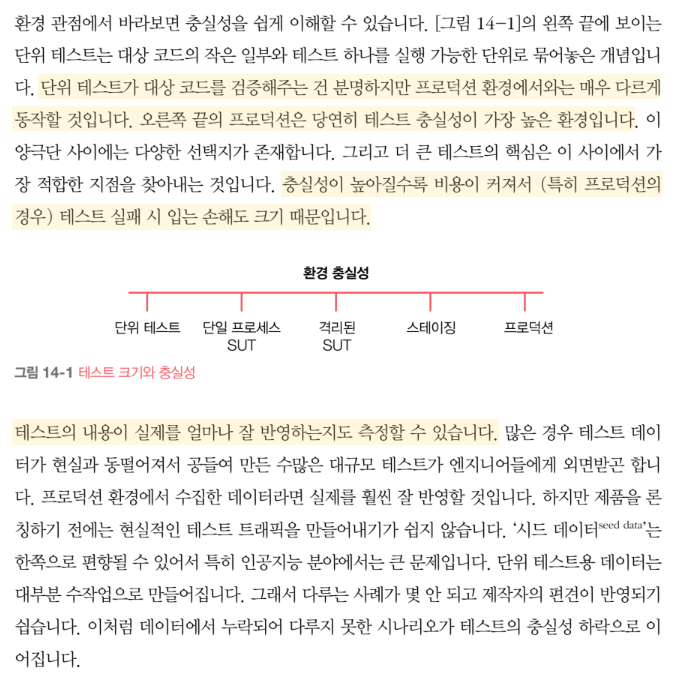 환경 관점에서 바라보면 충실성을 쉽게 이해할 수 있습니다. [그림 14-1]의 왼쪽 끝에 보이는
단위 테스트는 대상 코드의 작은 일부와 테스트 하나를 실행 가능한 단위로 묶어놓은 개념입니
다. 단위 테스트가 대상 코드를 검증해주는 건 분명하지만 프로덕션 환경에서와는 매우 다르게
동작할 것입니다. 오른쪽 끝의 프로덕션은 당연히 테스트 충실성이 가장 높은 환경입니다. 이
양극단 사이에는 다양한 선택지가 존재합니다. 그리고 더 큰 테스트의 핵심은 이 사이에서 가
장 적합한 지점을 찾아내는 것입니다. 충실성이 높아질수록 비용이 커져서 (특히 프로덕션의
경우) 테스트 실패 시 입는 손해도 크기 때문입니다.
환경 충실성
단위 테스트
단일 프로세스
SUT
격리된
SUT
스테이징
프로덕션
그림 14-1 테스트 크기와 충실성
테스트의 내용이 실제를 얼마나 잘 반영하는지도 측정할 수 있습니다. 많은 경우 테스트 데이
터가 현실과 동떨어져서 공들여 만든 수많은 대규모 테스트가 엔지니어들에게 외면받곤 합니
다. 프로덕션 환경에서 수집한 데이터라면 실제를 훨씬 잘 반영할 것입니다. 하지만 제품을 론
칭하기 전에는 현실적인 테스트 트래픽을 만들어내기가 쉽지 않습니다. ‘시드 데이터seed data’는
한쪽으로 편향될 수 있어서 특히 인공지능 분야에서는 큰 문제입니다. 단위 테스트용 데이터는
대부분 수작업으로 만들어집니다. 그래서 다루는 사례가 몇 안 되고 제작자의 편견이 반영되기
쉽습니다. 이처럼 데이터에서 누락되어 다루지 못한 시나리오가 테스트의 충실성 하락으로 이
어집니다.